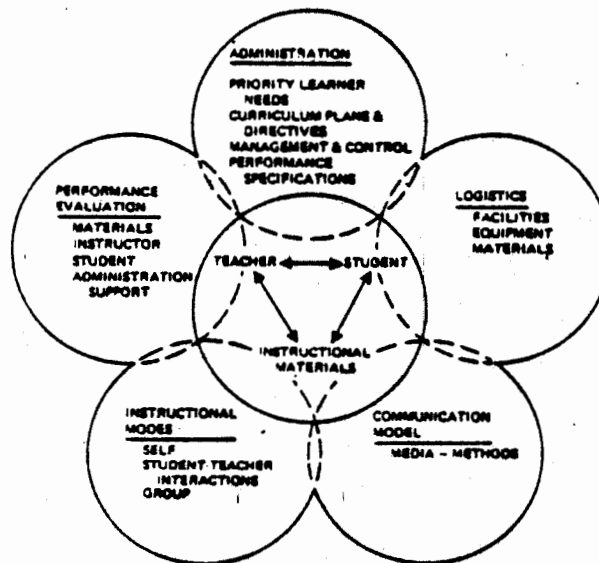 ADMINISTRATION
PRIORITY LEARNER
NEEDS
CURRICULUM PLANE &
DIRECTIVES
MANAGEMENT & CONTROL
PERFORMANCE
SPECIFICATIONS
PERFORMANCE
EVALUATION
MATERIALS
INSTRUCTOR
STUDENT
ADMINISTRATION
SUPPORT
LOGISTICS
FACILITIES
EQUIPMENT
MATERIALS
TEACHER
STUDENT
INSTRUCTIONAL
MATERIALS
INSTRUCTIONAL
MODES
SELF
STUDENT-TEACHER
INTERACTIONS
GROUP
COMMUNICATION
MODEL
MEDIA - METHODS